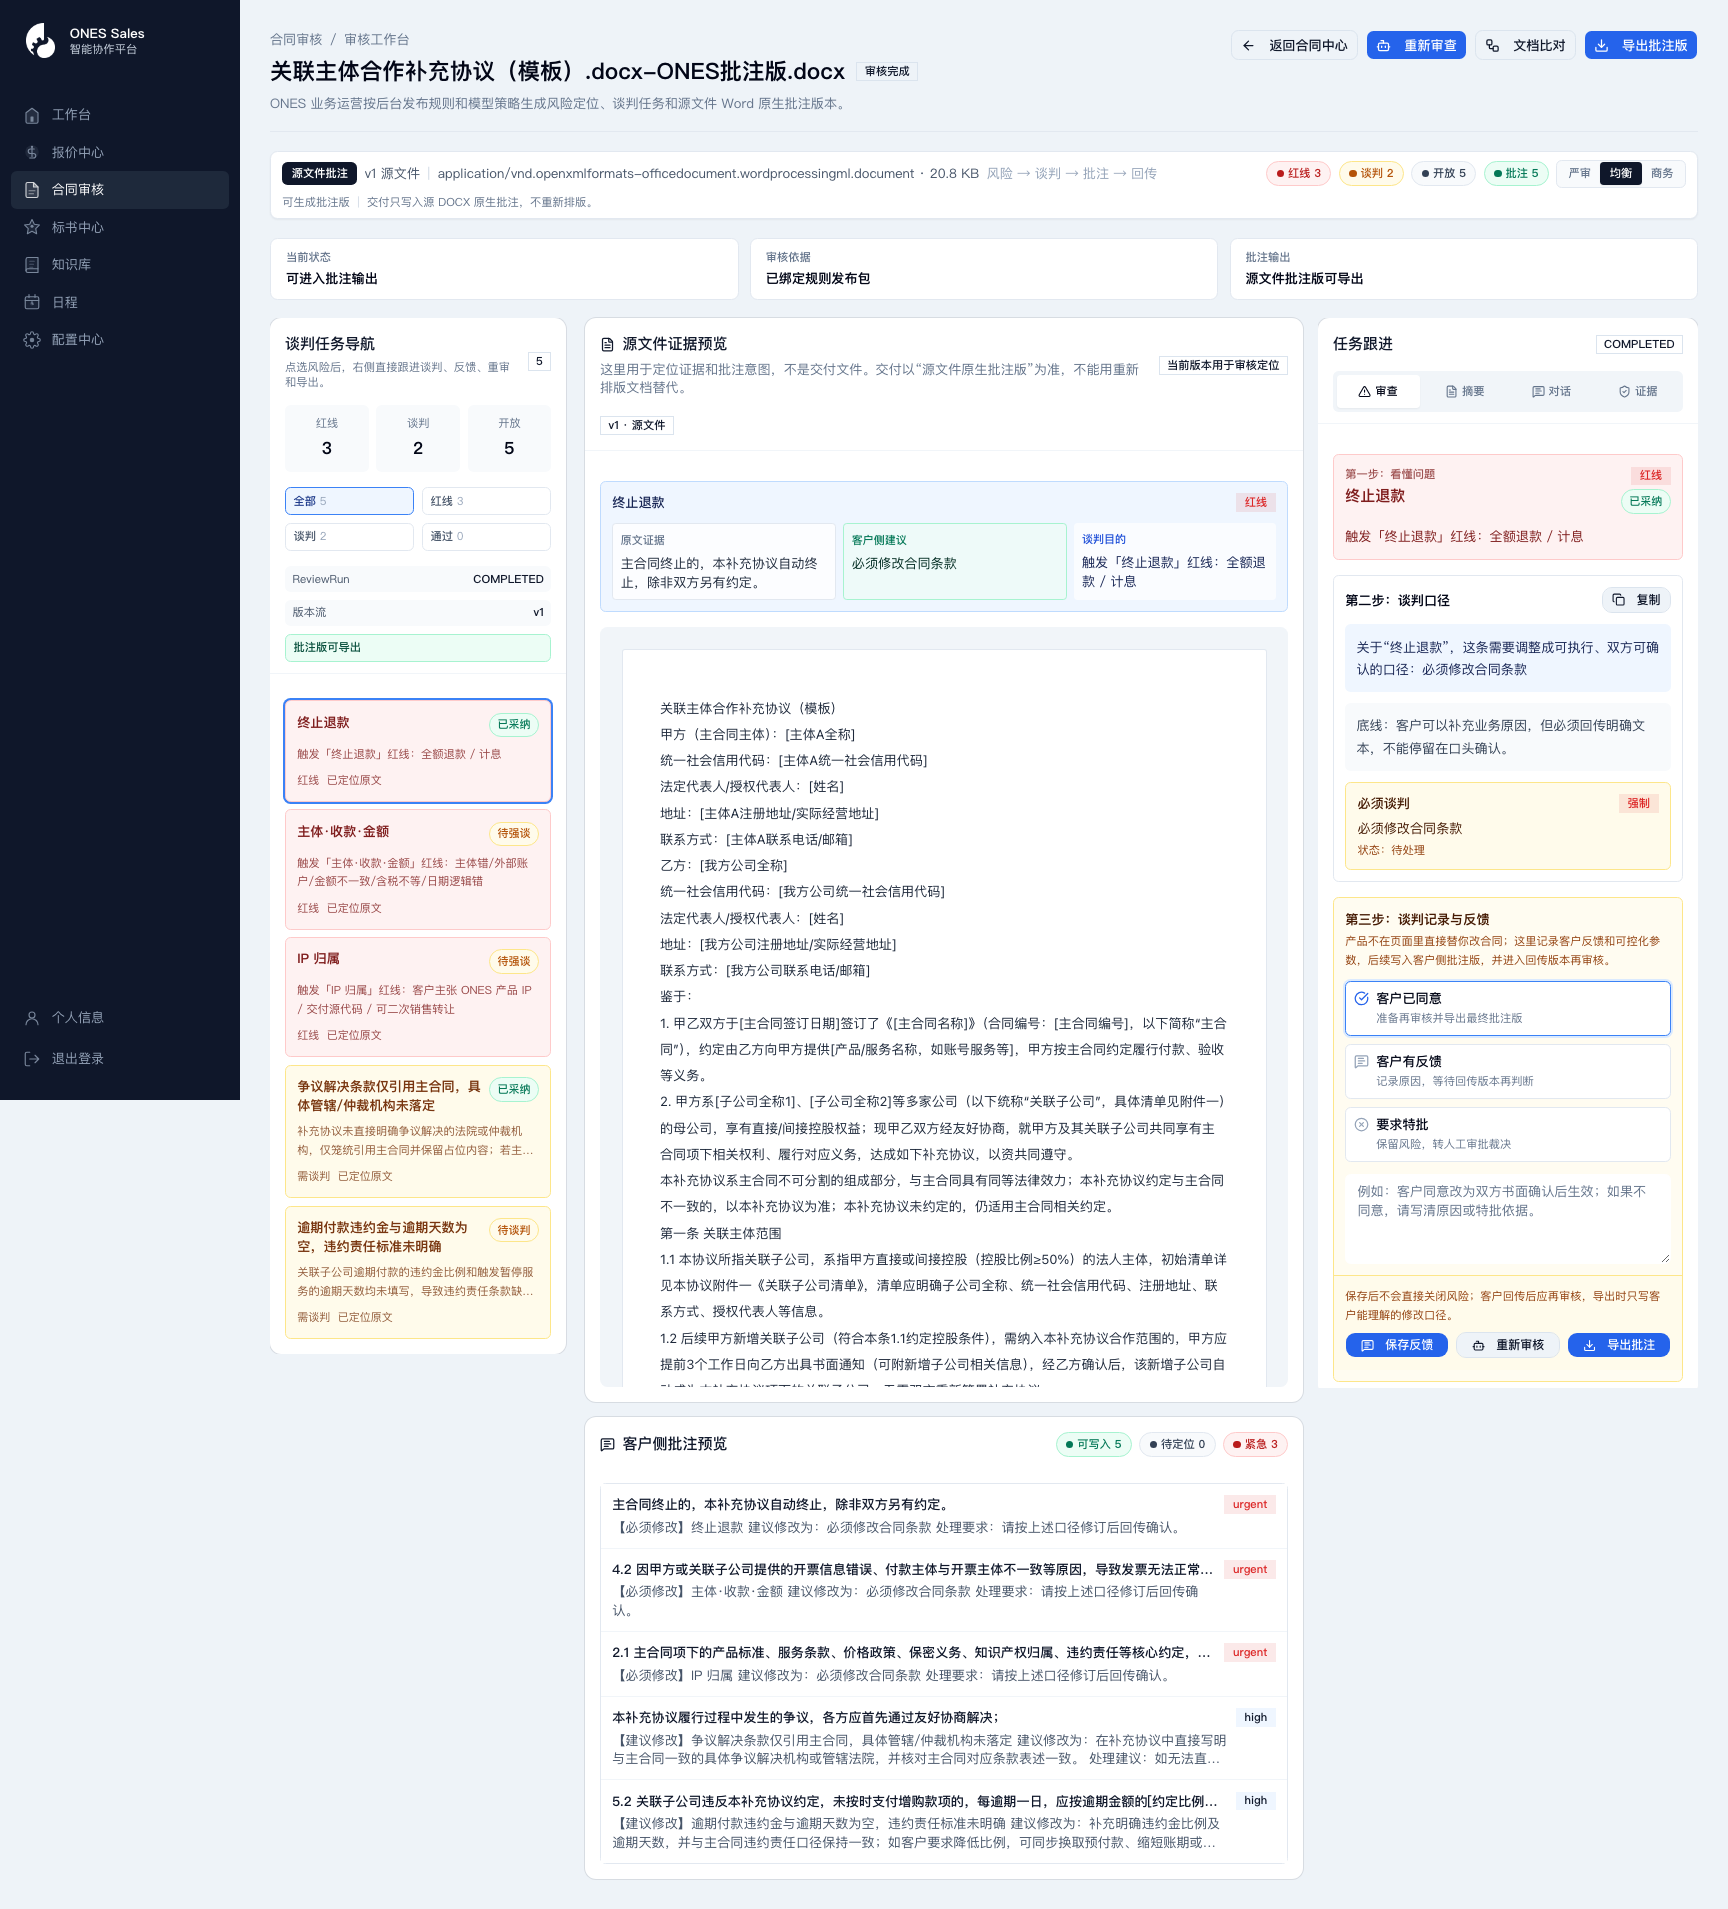 ONES Sales
智能协作平台
工作台
报价中心
合同审核
标书中心
知识库
日程
配置中心
个人信息
退出登录
合同审核 / 审核工作台
关联主体合作补充协议（模板）.docx-ONES批注版.docx 审核完成
ONES 业务运营按后台发布规则和模型策略生成风险定位、谈判任务和源文件 Word 原生批注版本。
返回合同中心 重新审查 文档比对 导出批注版
源文件批注 v1 源文件 application/vnd.openxmlformats-officedocument.wordprocessingml.document · 20.8 KB 风险 → 谈判 → 批注 → 回传
红线 3 谈判 2 开放 5 批注 5 严审 均衡 商务
可生成批注版 交付只写入源 DOCX 原生批注，不重新排版。
当前状态
可进入批注输出
审核依据
已绑定规则发布包
批注输出
源文件批注版可导出
谈判任务导航
点选风险后，右侧直接跟进谈判、反馈、重审
和导出。
5
红线 谈判 开放
3 2 5
全部 5 红线 3
谈判 2 通过 0
ReviewRun COMPLETED
版本流 v1
批注版可导出
终止退款 已采纳
触发「终止退款」红线：全额退款 / 计息
红线 已定位原文
主体·收款·金额 待强谈
触发「主体·收款·金额」红线：主体错/外部账
户/金额不一致/含税不等/日期逻辑错
红线 已定位原文
IP 归属 待强谈
触发「IP 归属」红线：客户主张 ONES 产品 IP
/ 交付源代码 / 可二次销售转让
红线 已定位原文
争议解决条款仅引用主合同，具 已采纳
体管辖/仲裁机构未落定
补充协议未直接明确争议解决的法院或仲裁机
构，仅笼统引用主合同并保留占位内容；若主...
需谈判 已定位原文
逾期付款违约金与逾期天数为 待谈判
空，违约责任标准未明确
关联子公司逾期付款的违约金比例和触发暂停服
务的逾期天数均未填写，导致违约责任条款缺...
需谈判 已定位原文
源文件证据预览
这里用于定位证据和批注意图，不是交付文件。交付以“源文件原生批注版”为准，不能用重新
排版文档替代。
当前版本用于审核定位
v1 · 源文件
终止退款 红线
原文证据
主合同终止的，本补充协议自动终
止，除非双方另有约定。
客户侧建议
必须修改合同条款
谈判目的
触发「终止退款」红线：全额退
款 / 计息
关联主体合作补充协议（模板）
甲方（主合同主体）：[主体A全称]
统一社会信用代码：[主体A统一社会信用代码]
法定代表人/授权代表人：[姓名]
地址：[主体A注册地址/实际经营地址]
联系方式：[主体A联系电话/邮箱]
乙方：[我方公司全称]
统一社会信用代码：[我方公司统一社会信用代码]
法定代表人/授权代表人：[姓名]
地址：[我方公司注册地址/实际经营地址]
联系方式：[我方公司联系电话/邮箱]
鉴于：
1. 甲乙双方于[主合同签订日期]签订了《[主合同名称]》（合同编号：[主合同编号]，以下简称“主合
同”），约定由乙方向甲方提供[产品/服务名称，如账号服务等]，甲方按主合同约定履行付款、验收
等义务。
2. 甲方系[子公司全称1]、[子公司全称2]等多家公司（以下统称“关联子公司”，具体清单见附件一）
的母公司，享有直接/间接控股权益；现甲乙双方经友好协商，就甲方及其关联子公司共同享有主
合同项下相关权利、履行对应义务，达成如下补充协议，以资共同遵守。
本补充协议系主合同不可分割的组成部分，与主合同具有同等法律效力；本补充协议约定与主合同
不一致的，以本补充协议为准；本补充协议未约定的，仍适用主合同相关约定。
第一条 关联主体范围
1.1 本协议所指关联子公司，系指甲方直接或间接控股（控股比例≥50%）的法人主体，初始清单详
见本协议附件一《关联子公司清单》，清单应明确子公司全称、统一社会信用代码、注册地址、联
系方式、授权代表人等信息。
1.2 后续甲方新增关联子公司（符合本条1.1约定控股条件），需纳入本补充协议合作范围的，甲方应
提前3个工作日向乙方出具书面通知（可附新增子公司相关信息），经乙方确认后，该新增子公司自
客户侧批注预览
可写入 5 待定位 0 紧急 3
主合同终止的，本补充协议自动终止，除非双方另有约定。 urgent
【必须修改】终止退款 建议修改为：必须修改合同条款 处理要求：请按上述口径修订后回传确认。
4.2 因甲方或关联子公司提供的开票信息错误、付款主体与开票主体不一致等原因，导致发票无法正常... urgent
【必须修改】主体·收款·金额 建议修改为：必须修改合同条款 处理要求：请按上述口径修订后回传确
认。
2.1 主合同项下的产品标准、服务条款、价格政策、保密义务、知识产权归属、违约责任等核心约定，... urgent
【必须修改】IP 归属 建议修改为：必须修改合同条款 处理要求：请按上述口径修订后回传确认。
本补充协议履行过程中发生的争议，各方应首先通过友好协商解决； high
【建议修改】争议解决条款仅引用主合同，具体管辖/仲裁机构未落定 建议修改为：在补充协议中直接写明
与主合同一致的具体争议解决机构或管辖法院，并核对主合同对应条款表述一致。 处理建议：如无法直...
5.2 关联子公司违反本补充协议约定，未按时支付增购款项的，每逾期一日，应按逾期金额的[约定比例... high
【建议修改】逾期付款违约金与逾期天数为空，违约责任标准未明确 建议修改为：补充明确违约金比例及
逾期天数，并与主合同违约责任口径保持一致；如客户要求降低比例，可同步换取预付款、缩短账期或...
任务跟进 COMPLETED
审查 摘要 对话 证据
第一步：看懂问题 红线
终止退款 已采纳
触发「终止退款」红线：全额退款 / 计息
第二步：谈判口径 复制
关于“终止退款”，这条需要调整成可执行、双方可确
认的口径：必须修改合同条款
底线：客户可以补充业务原因，但必须回传明确文
本，不能停留在口头确认。
必须谈判 强制
必须修改合同条款
状态：待处理
第三步：谈判记录与反馈
产品不在页面里直接替你改合同；这里记录客户反馈和可控化参
数，后续写入客户侧批注版，并进入回传版本再审核。
客户已同意
准备再审核并导出最终批注版
客户有反馈
记录原因，等待回传版本再判断
要求特批
保留风险，转人工审批裁决
例如：客户同意改为双方书面确认后生效；如果不
同意，请写清原因或特批依据。
保存后不会直接关闭风险；客户回传后应再审核，导出时只写客
户能理解的修改口径。
保存反馈 重新审核 导出批注